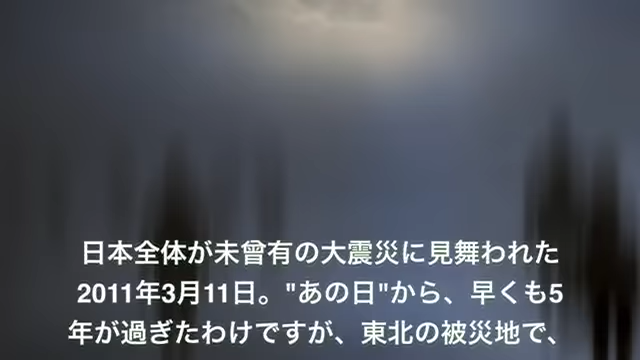 日本全体が未曾有の大震災に見舞われた
2011年3月11日。"あの日"から、早くも5
年が過ぎたわけですが、東北の被災地で、